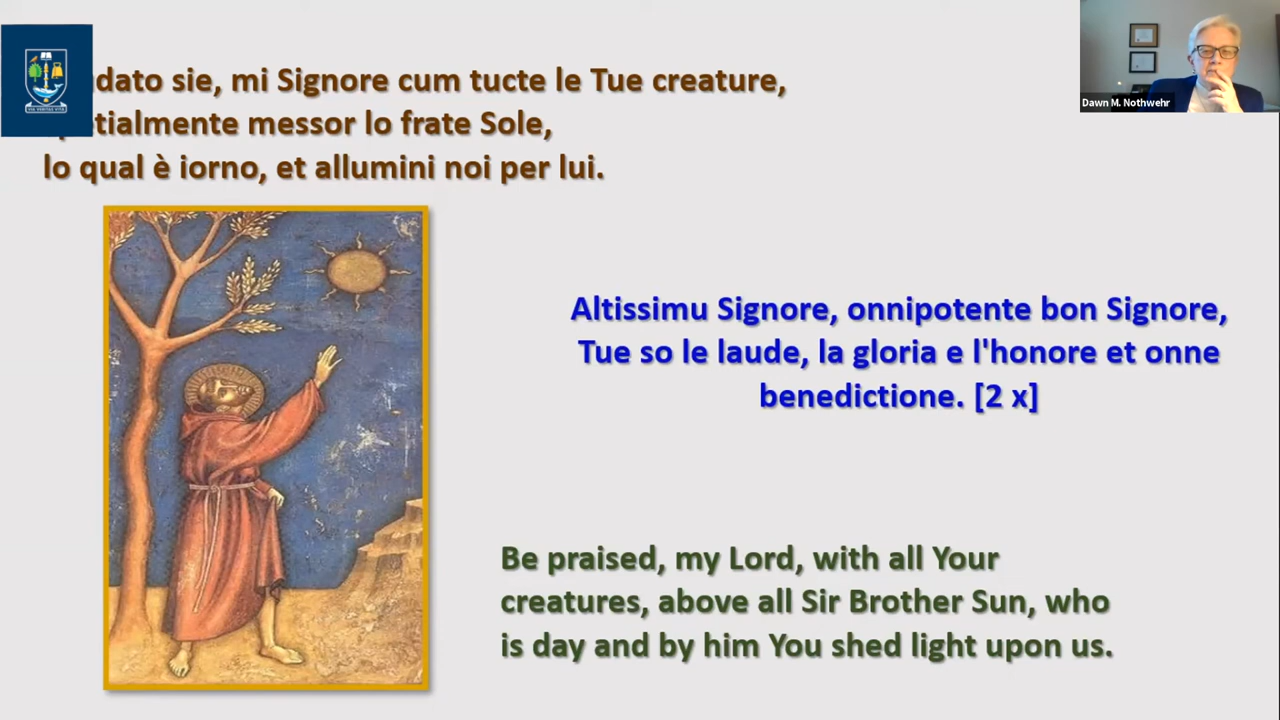 sie, mi Signore cum tucte le Tue creature,
messor lo frate Sole,
lo qual è iorno, et allumini noi per lui.
Dawn M. Nothwehr
Altissimu Signore, onnipotente bon Signore,
Tue so le laude, la gloria e l'honore et onne
benedictione. [2 x]
Be praised, my Lord, with all Your
creatures, above all Sir Brother Sun, who
is day and by him You shed light upon us.